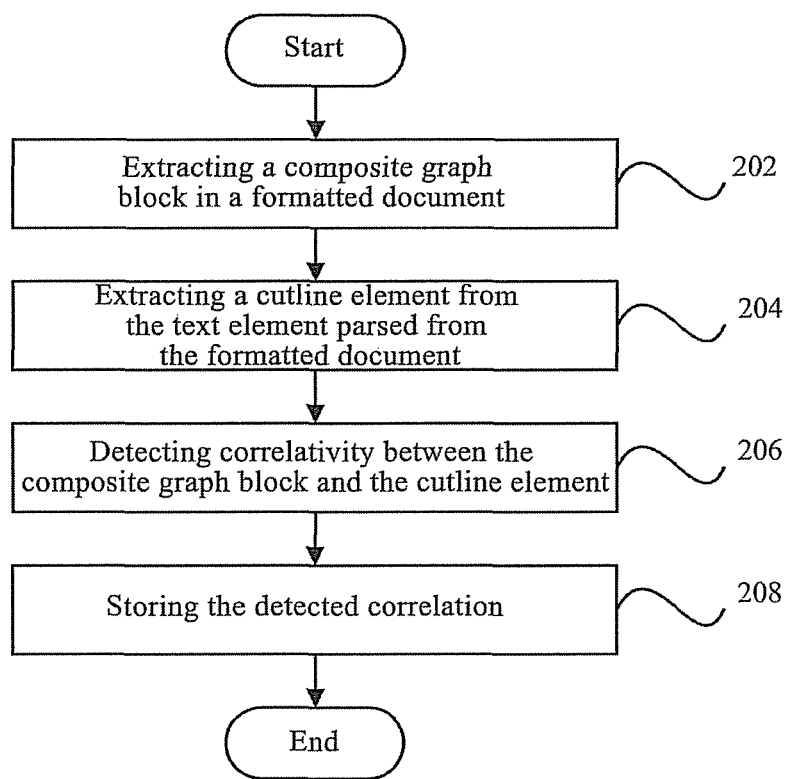 Start
Extracting a composite graph
block in a formatted document
202
Extracting a cutline element from
the text element parsed from
the formatted document
204
Detecting correlativity between the
composite graph block and the cutline element
206
Storing the detected correlation
208
End